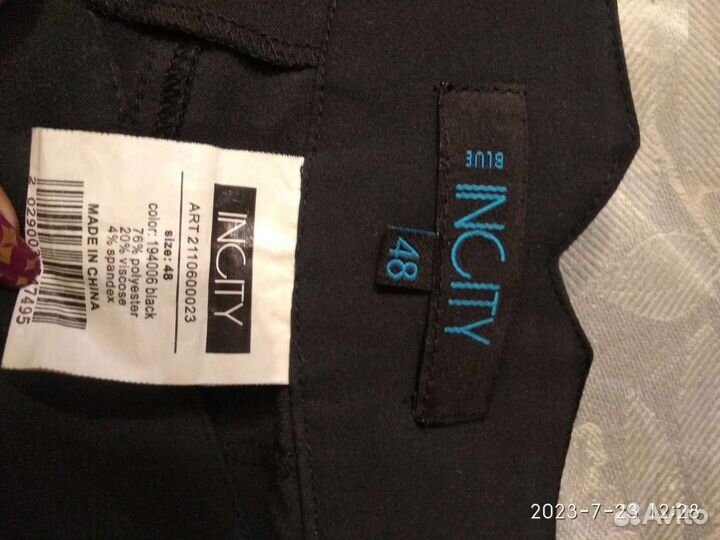 INCITY
ART 2110600023
size: 48
color: 194006 black
76% polyester
20% viscose
4% spandex
MADE IN CHINA
BLUE
INCITY
48
2023-7-23 12:28
Avito